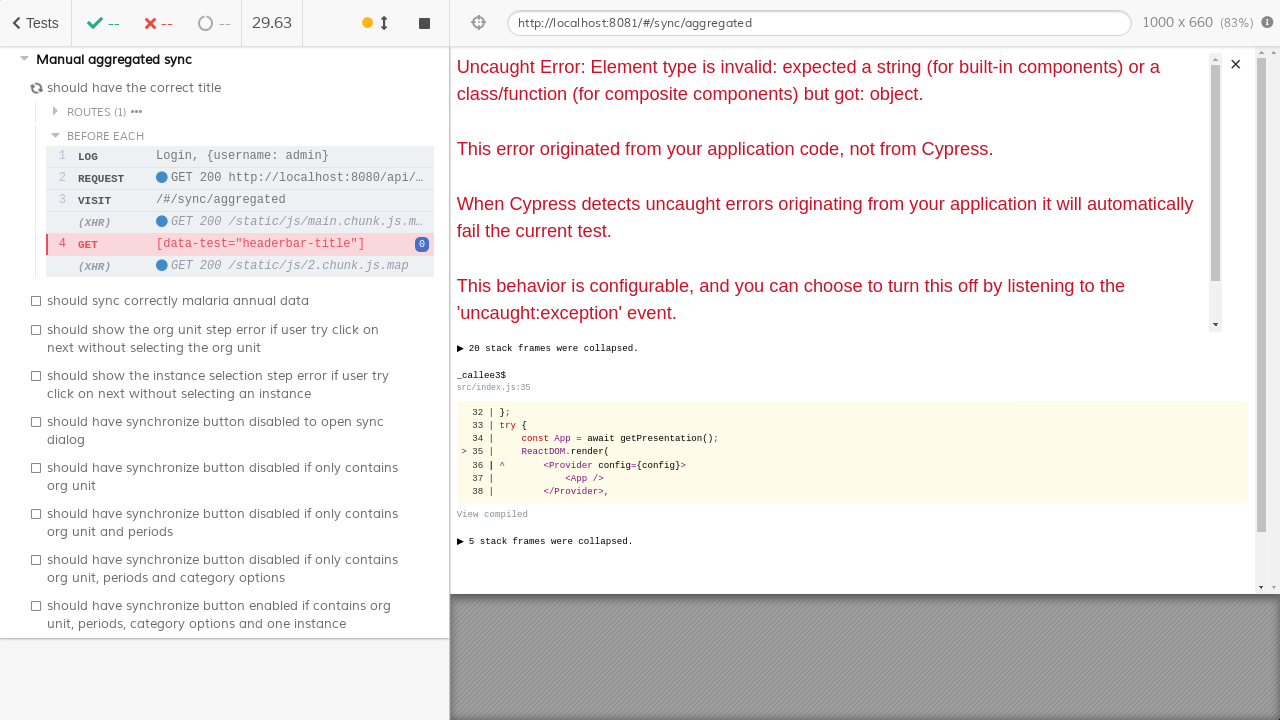 Tests
--
--
--
29.63
http://localhost:8081/#/sync/aggregated
1000 x 660 (83%)
Manual aggregated sync
should have the correct title
ROUTES (1)
BEFORE EACH
1 LOG Login, {username: admin}
2 REQUEST GET 200 http://localhost:8080/api/…
3 VISIT /#/sync/aggregated
(XHR) GET 200 /static/js/main.chunk.js.m…
4 GET [data-test="headerbar-title"] 0
(XHR) GET 200 /static/js/2.chunk.js.map
should sync correctly malaria annual data
should show the org unit step error if user try click on
next without selecting the org unit
should show the instance selection step error if user try
click on next without selecting an instance
should have synchronize button disabled to open sync
dialog
should have synchronize button disabled if only contains
org unit
should have synchronize button disabled if only contains
org unit and periods
should have synchronize button disabled if only contains
org unit, periods and category options
should have synchronize button enabled if contains org
unit, periods, category options and one instance
Uncaught Error: Element type is invalid: expected a string (for built-in components) or a
class/function (for composite components) but got: object.
This error originated from your application code, not from Cypress.
When Cypress detects uncaught errors originating from your application it will automatically
fail the current test.
This behavior is configurable, and you can choose to turn this off by listening to the
'uncaught:exception' event.
▶ 20 stack frames were collapsed.
_callee3$
src/index.js:35
32 | };
33 | try {
34 |     const App = await getPresentation();
> 35 |     ReactDOM.render(
36 | ^       <Provider config={config}>
37 |             <App />
38 |         </Provider>,
View compiled
▶ 5 stack frames were collapsed.